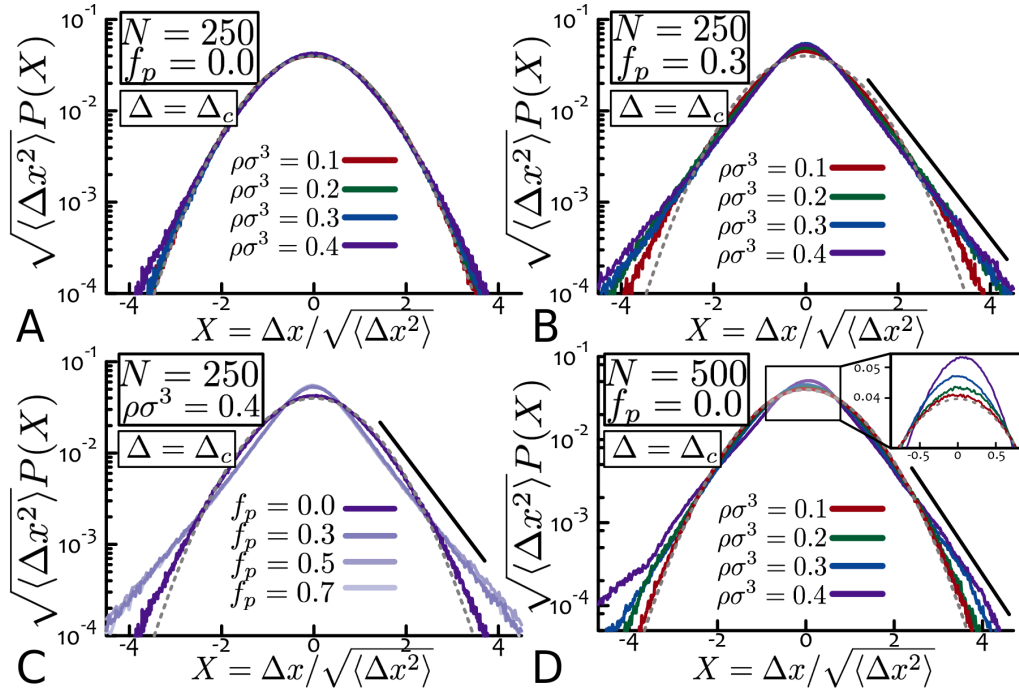 N = 250
f_p = 0.0
Δ = Δ_c
ρσ³ = 0.1
ρσ³ = 0.2
ρσ³ = 0.3
ρσ³ = 0.4
10⁻¹
10⁻²
10⁻³
10⁻⁴
-4 -2 0 2 4
√⟨Δx²⟩P(X)
X = Δx/√⟨Δx²⟩
A
N = 250
f_p = 0.3
Δ = Δ_c
ρσ³ = 0.1
ρσ³ = 0.2
ρσ³ = 0.3
ρσ³ = 0.4
10⁻¹
10⁻²
10⁻³
10⁻⁴
-4 -2 0 2 4
√⟨Δx²⟩P(X)
X = Δx/√⟨Δx²⟩
B
N = 250
ρσ³ = 0.4
Δ = Δ_c
f_p = 0.0
f_p = 0.3
f_p = 0.5
f_p = 0.7
10⁻¹
10⁻²
10⁻³
10⁻⁴
-4 -2 0 2 4
√⟨Δx²⟩P(X)
X = Δx/√⟨Δx²⟩
C
N = 500
f_p = 0.0
Δ = Δ_c
0.05
0.04
-0.5 0 0.5
ρσ³ = 0.1
ρσ³ = 0.2
ρσ³ = 0.3
ρσ³ = 0.4
10⁻¹
10⁻²
10⁻³
10⁻⁴
-4 -2 0 2 4
√⟨Δx²⟩P(X)
X = Δx/√⟨Δx²⟩
D